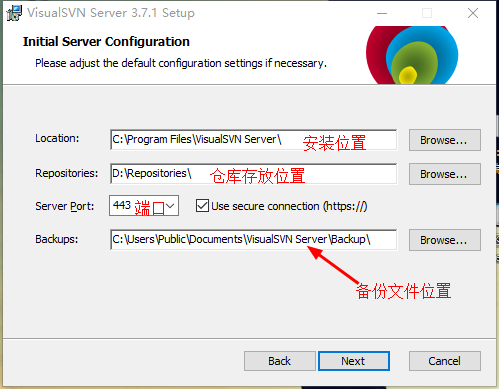 VisualSVN Server 3.7.1 Setup
Initial Server Configuration
Please adjust the default configuration settings if necessary.
Location: C:\Program Files\VisualSVN Server\ 安装位置 Browse...
Repositories: D:\Repositories\ 仓库存放位置 Browse...
Server Port: 443 端口 Use secure connection (https://)
Backups: C:\Users\Public\Documents\VisualSVN Server\Backup\ Browse...
备份文件位置
Back Next Cancel